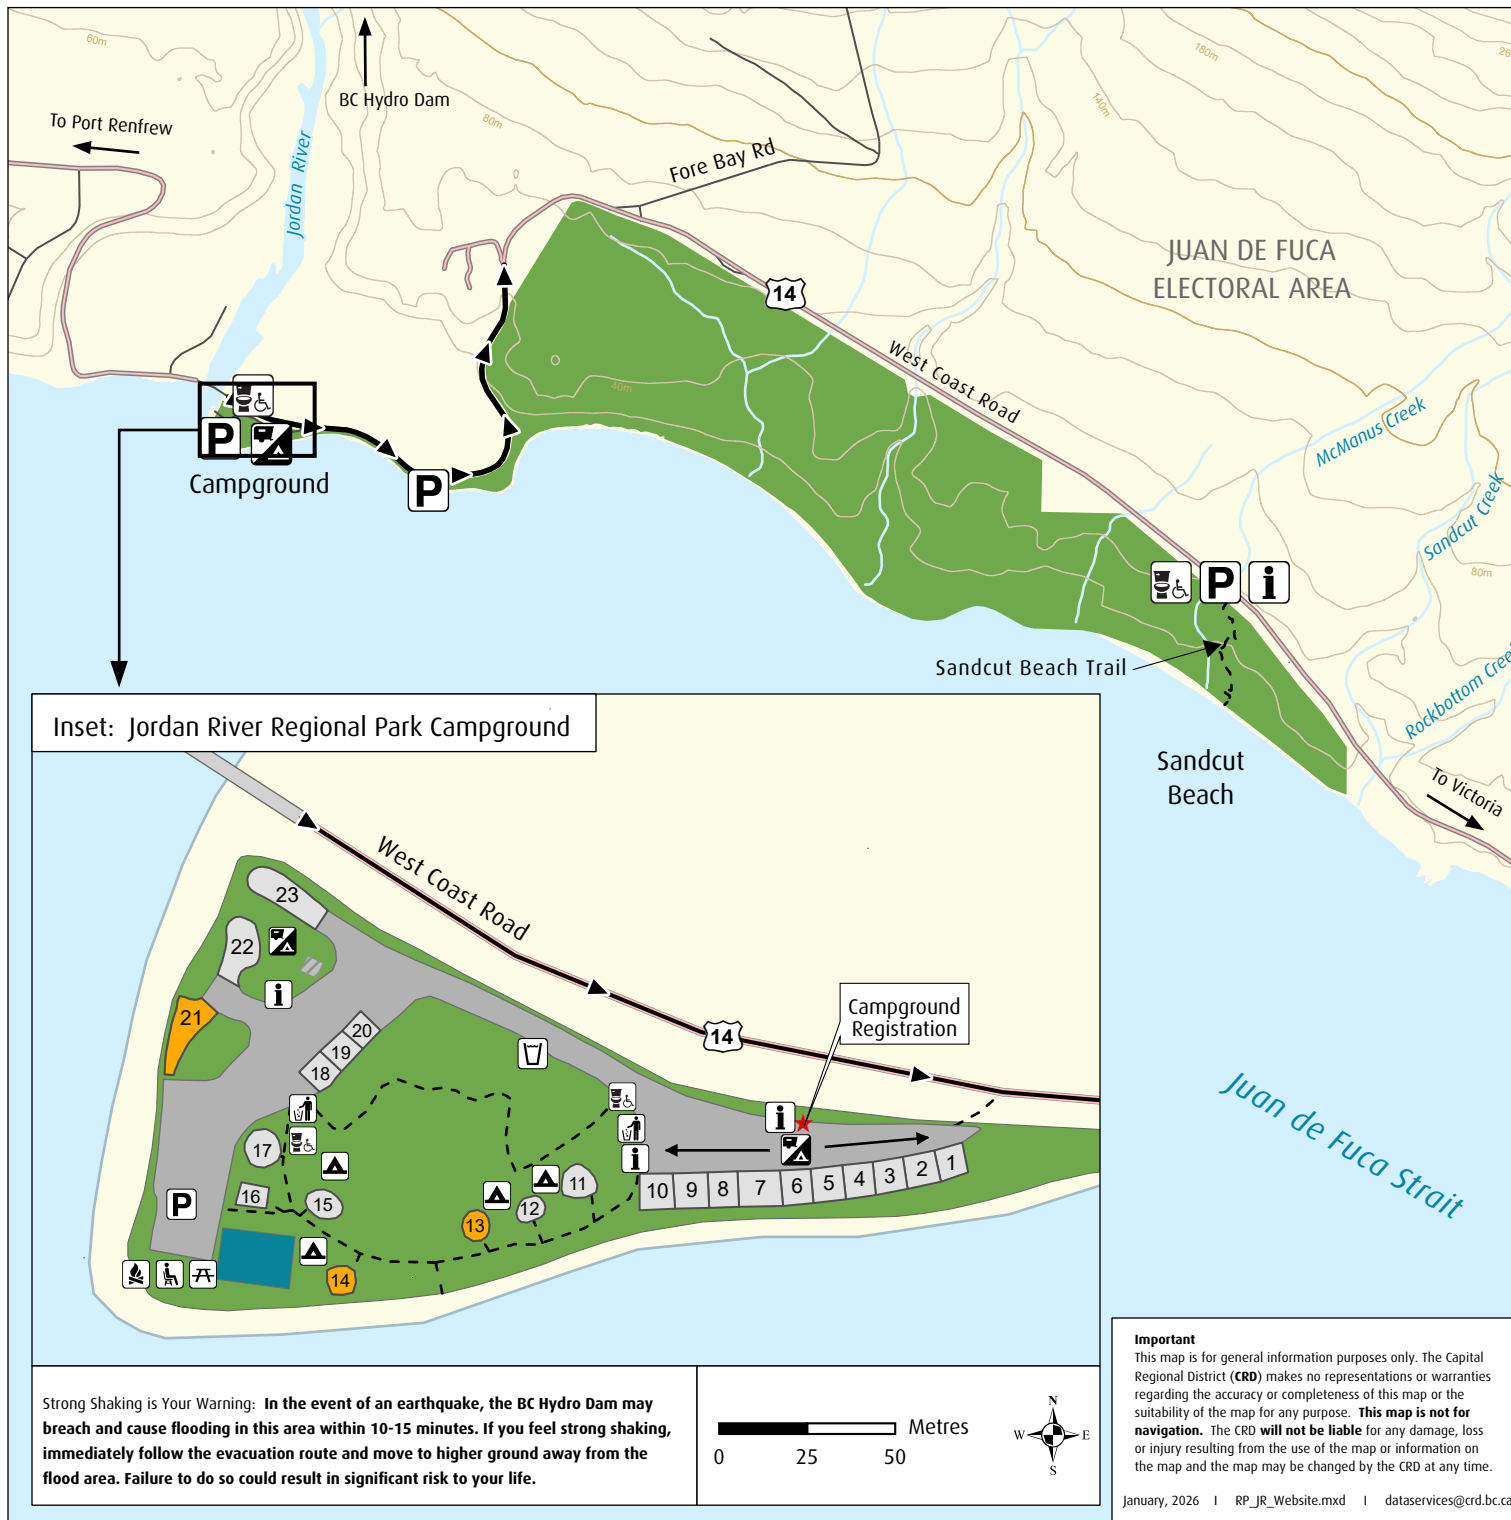 60m
BC Hydro Dam
To Port Renfrew
80m
Jordan River
Fore Bay Rd
180m
140m
26
JUAN DE FUCA
ELECTORAL AREA
14
West Coast Road
40m
P
P
Campground
McManus Creek
Sandcut Creek
80m
P
i
Sandcut Beach Trail
Rockbottom Creek
Sandcut
Beach
To Victoria
Inset: Jordan River Regional Park Campground
West Coast Road
23
22
i
21
20
19
18
14
Campground
Registration
i
i
17
16
15
P
13
12
11
14
10 9 8 7 6 5 4 3 2 1
Juan de Fuca Strait
Strong Shaking is Your Warning: In the event of an earthquake, the BC Hydro Dam may
breach and cause flooding in this area within 10-15 minutes. If you feel strong shaking,
immediately follow the evacuation route and move to higher ground away from the
flood area. Failure to do so could result in significant risk to your life.
Metres
0 25 50
N
W E
S
Important
This map is for general information purposes only. The Capital
Regional District (CRD) makes no representations or warranties
regarding the accuracy or completeness of this map or the
suitability of the map for any purpose. This map is not for
navigation. The CRD will not be liable for any damage, loss
or injury resulting from the use of the map or information on
the map and the map may be changed by the CRD at any time.
January, 2026 I RP_JR_Website.mxd I dataservices@crd.bc.ca